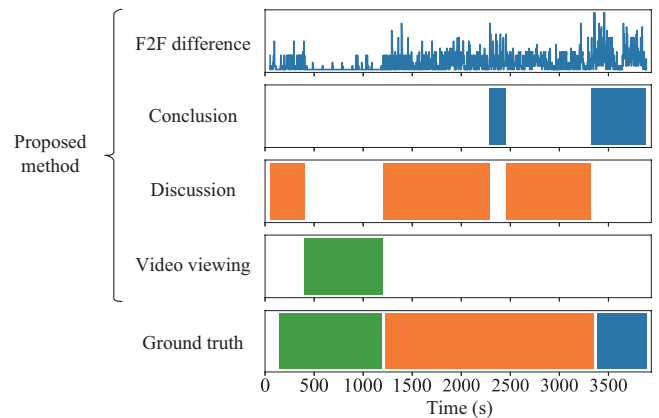 F2F difference
Conclusion
Proposed
method
Discussion
Video viewing
Ground truth
0 500 1000 1500 2000 2500 3000 3500
Time (s)